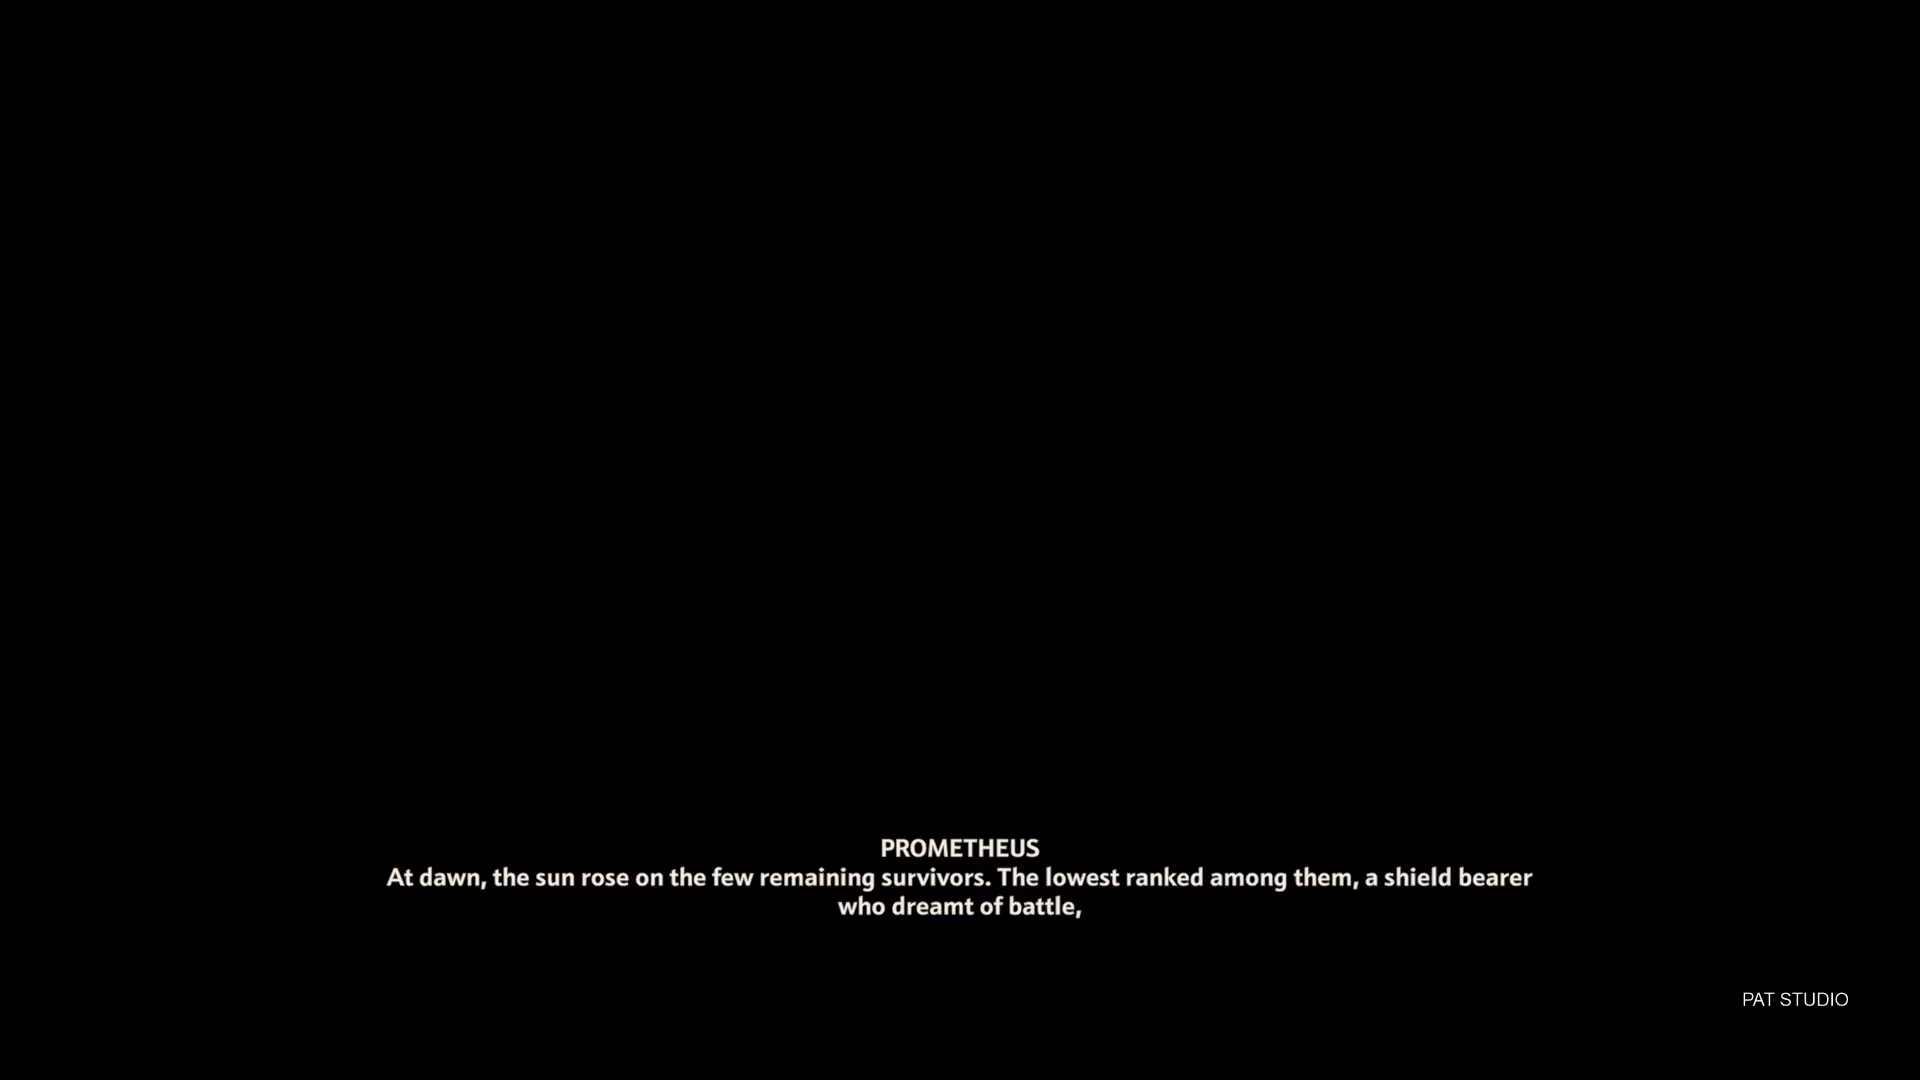 PROMETHEUS
At dawn, the sun rose on the few remaining survivors. The lowest ranked among them, a shield bearer
who dreamt of battle,
PAT STUDIO